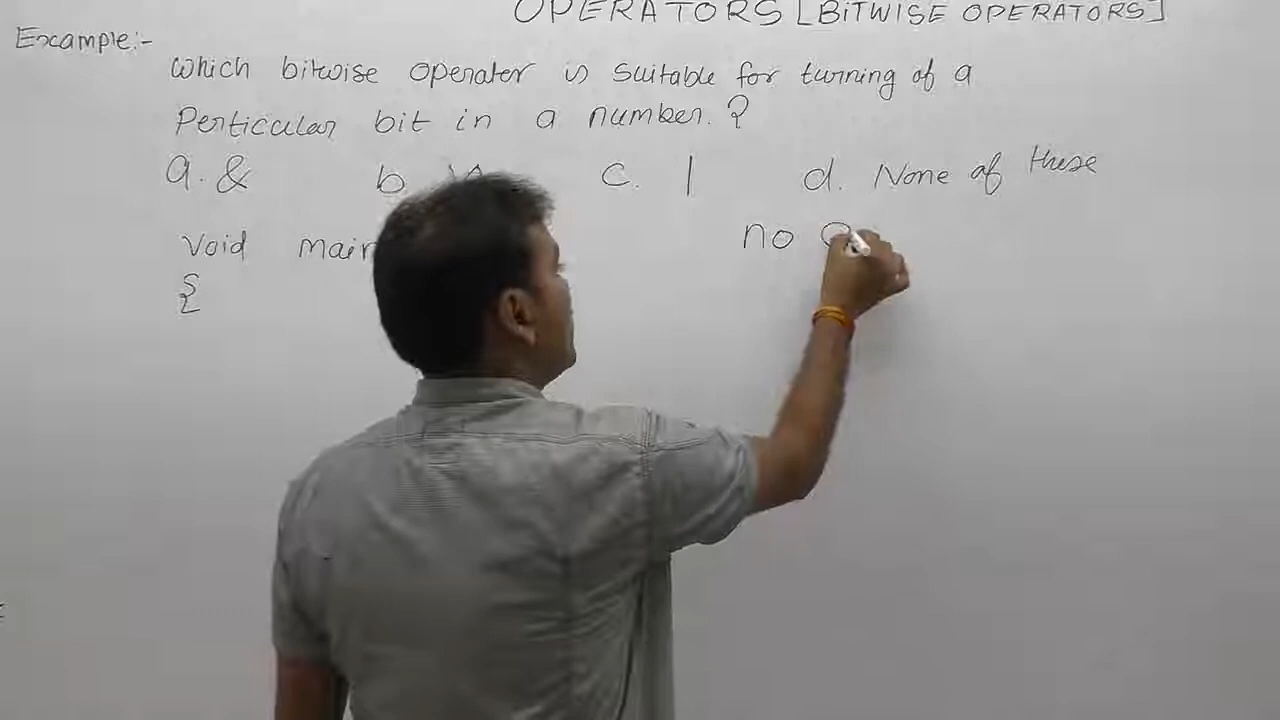 OPERATORS [BITWISE OPERATORS]
Example:-
which bitwise operator is suitable for turning of a
Perticular bit in a number.?
a. & b c. | d. None of these
Void main no
{